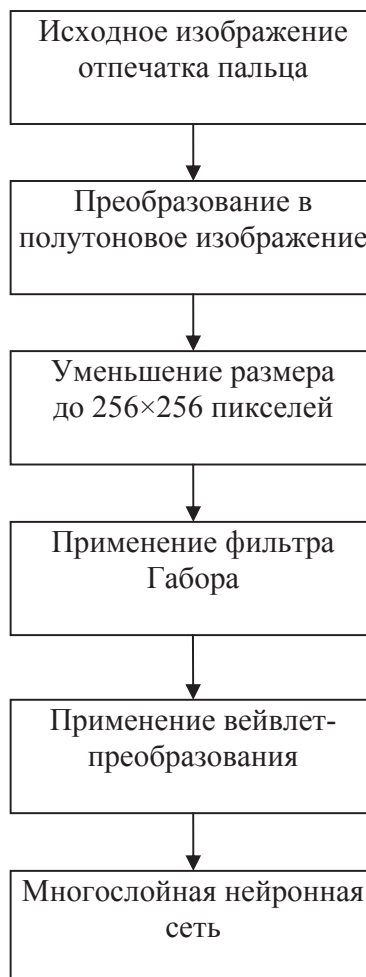 Исходное изображение
отпечатка пальца
Преобразование в
полутоновое изображение
Уменьшение размера
до 256×256 пикселей
Применение фильтра
Габора
Применение вейвлет-
преобразования
Многослойная нейронная
сеть